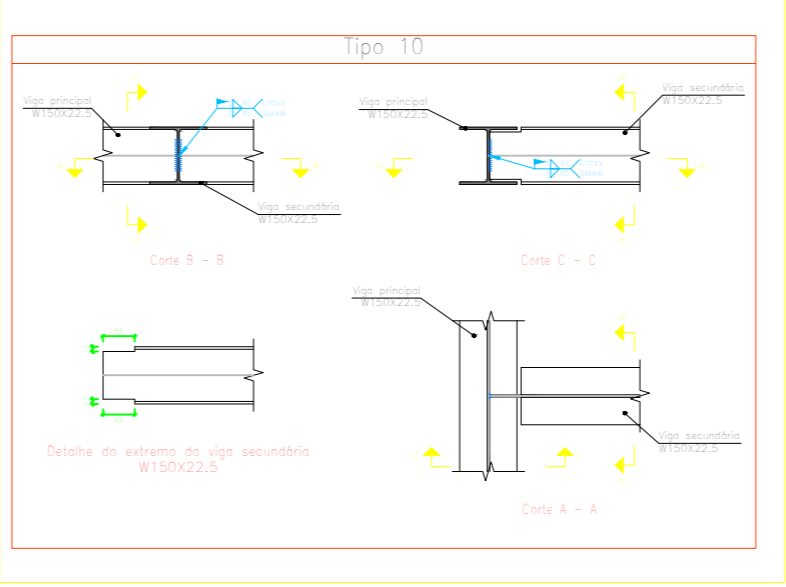 Tipo 10
Viga principal
W150X22.5
Viga secundária
W150X22.5
Corte B - B
Viga principal
W150X22.5
Viga secundária
W150X22.5
Corte C - C
Detalhe do extremo da viga secundária
W150X22.5
Viga principal
W150X22.5
Viga secundária
W150X22.5
Corte A - A